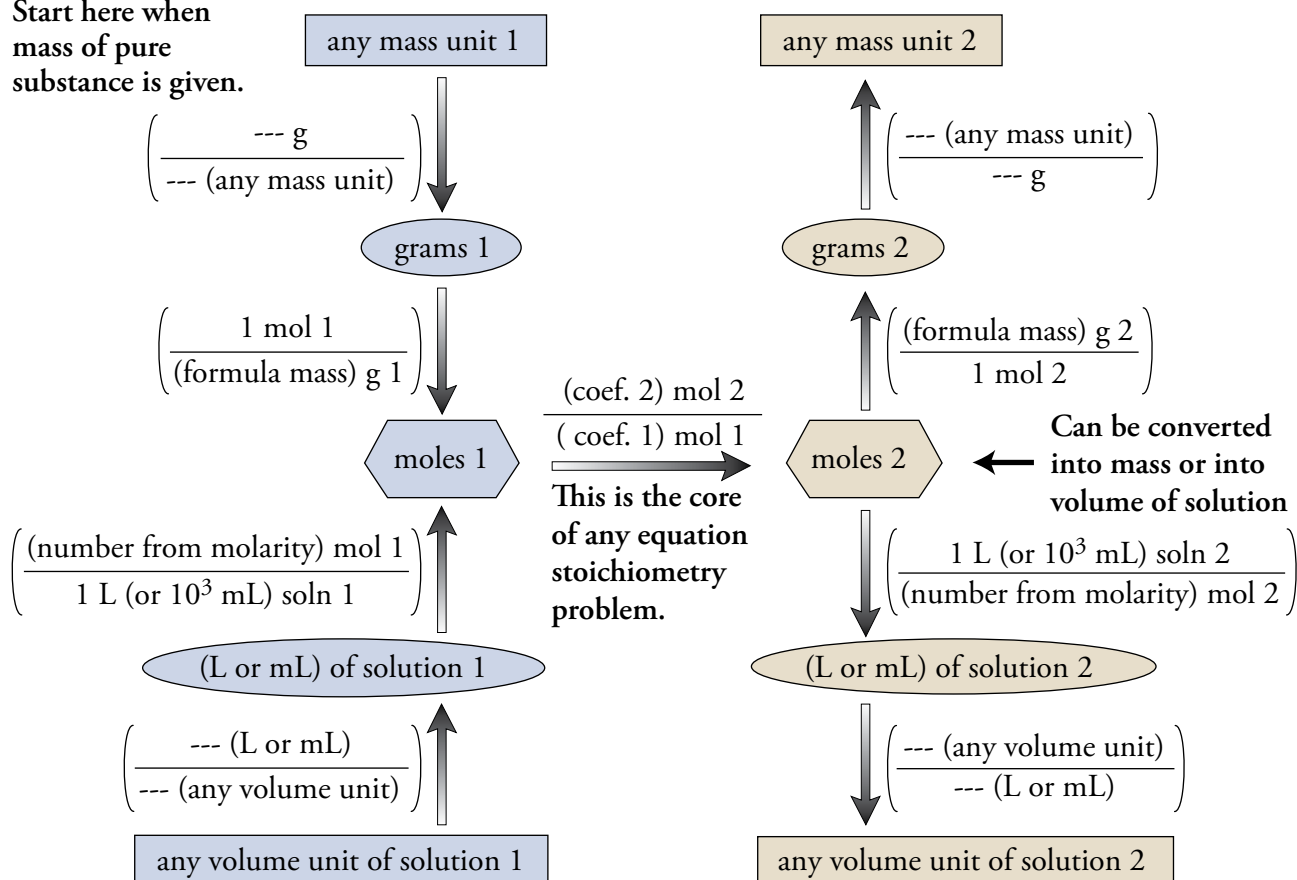 Start here when
mass of pure
substance is given.
any mass unit 1
any mass unit 2
--- g
--- (any mass unit)
--- (any mass unit)
--- g
grams 1
grams 2
1 mol 1
(formula mass) g 1
(formula mass) g 2
1 mol 2
(coef. 2) mol 2
( coef. 1) mol 1
moles 1
moles 2
Can be converted
into mass or into
volume of solution
This is the core
of any equation
stoichiometry
problem.
(number from molarity) mol 1
1 L (or 10³ mL) soln 1
1 L (or 10³ mL) soln 2
(number from molarity) mol 2
(L or mL) of solution 1
(L or mL) of solution 2
--- (L or mL)
--- (any volume unit)
--- (any volume unit)
--- (L or mL)
any volume unit of solution 1
any volume unit of solution 2